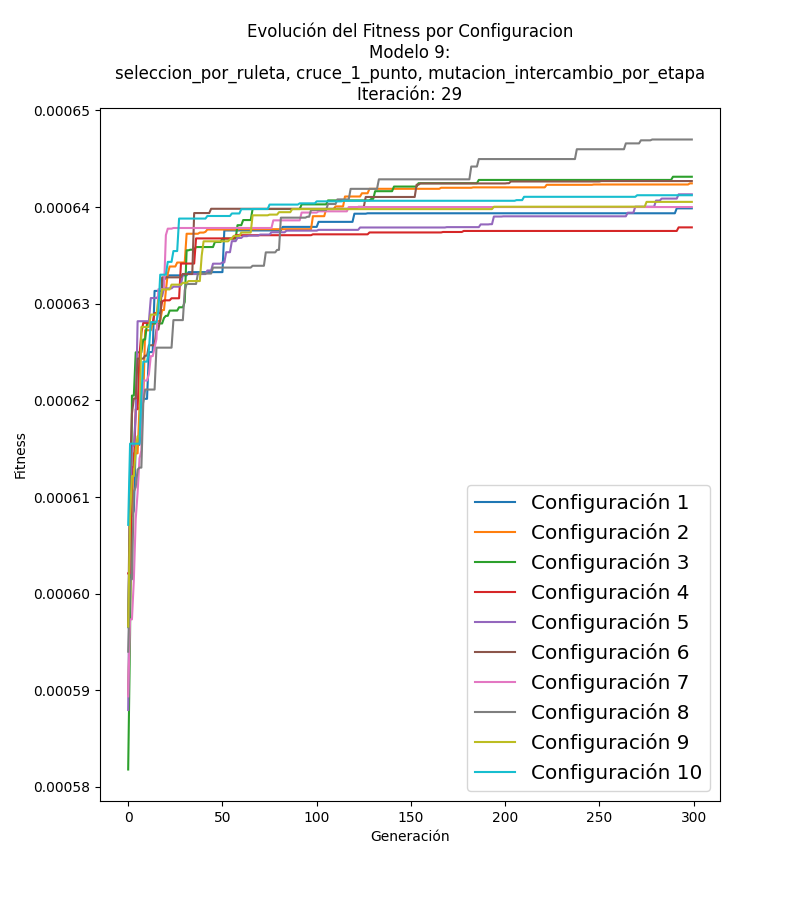 Evolución del Fitness por Configuracion
Modelo 9:
seleccion_por_ruleta, cruce_1_punto, mutacion_intercambio_por_etapa
Iteración: 29
0.00065
0.00064
0.00063
0.00062
0.00061
0.00060
0.00059
0.00058
Fitness
Configuración 1
Configuración 2
Configuración 3
Configuración 4
Configuración 5
Configuración 6
Configuración 7
Configuración 8
Configuración 9
Configuración 10
0 50 100 150 200 250 300
Generación